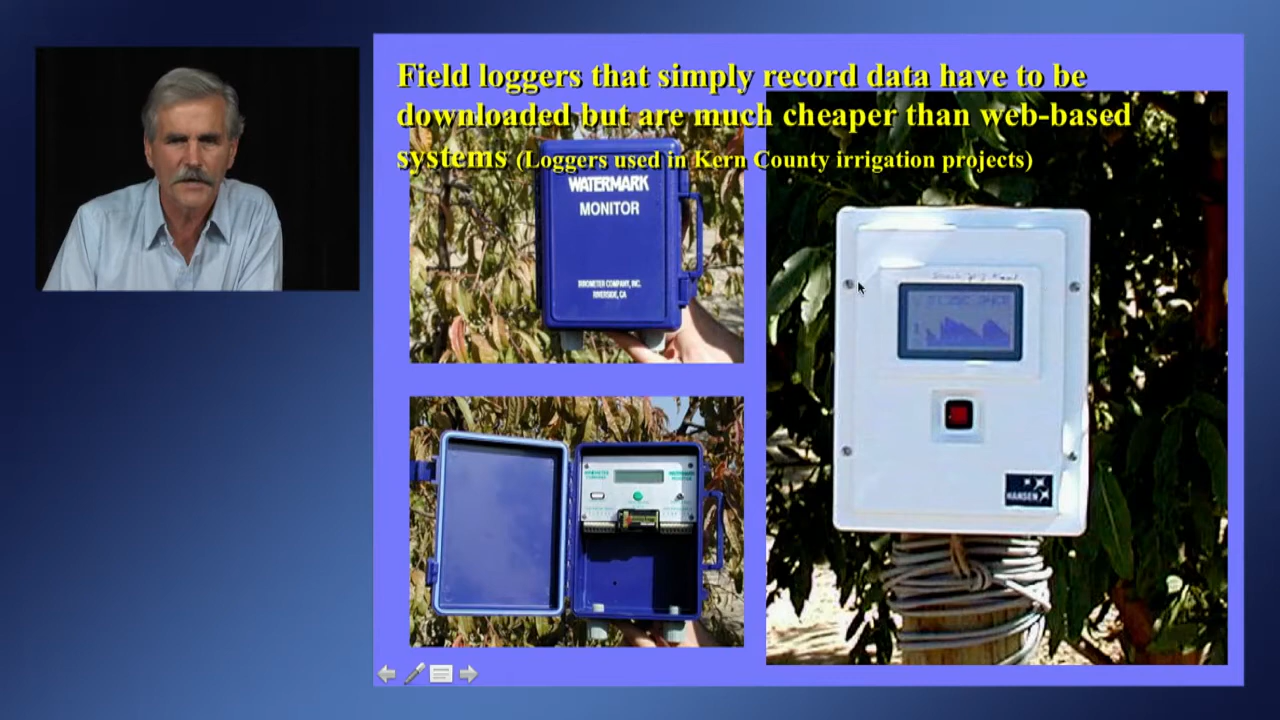 Field loggers that simply record data have to be
downloaded but are much cheaper than web-based
systems (Loggers used in Kern County irrigation projects)
WATERMARK
MONITOR
IRROMETER COMPANY, INC.
RIVERSIDE, CA
HANSEN